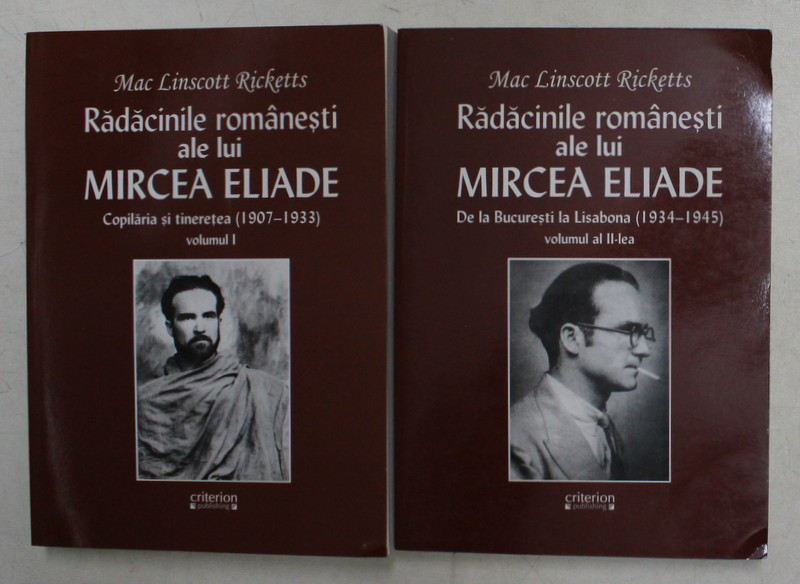 Mac Linscott Ricketts
Rădăcinile românești
ale lui
MIRCEA ELIADE
Copilăria și tinerețea (1907–1933)
volumul I
criterion
publishing
Mac Linscott Ricketts
Rădăcinile românești
ale lui
MIRCEA ELIADE
De la București la Lisabona (1934–1945)
volumul al II-lea
criterion
publishing